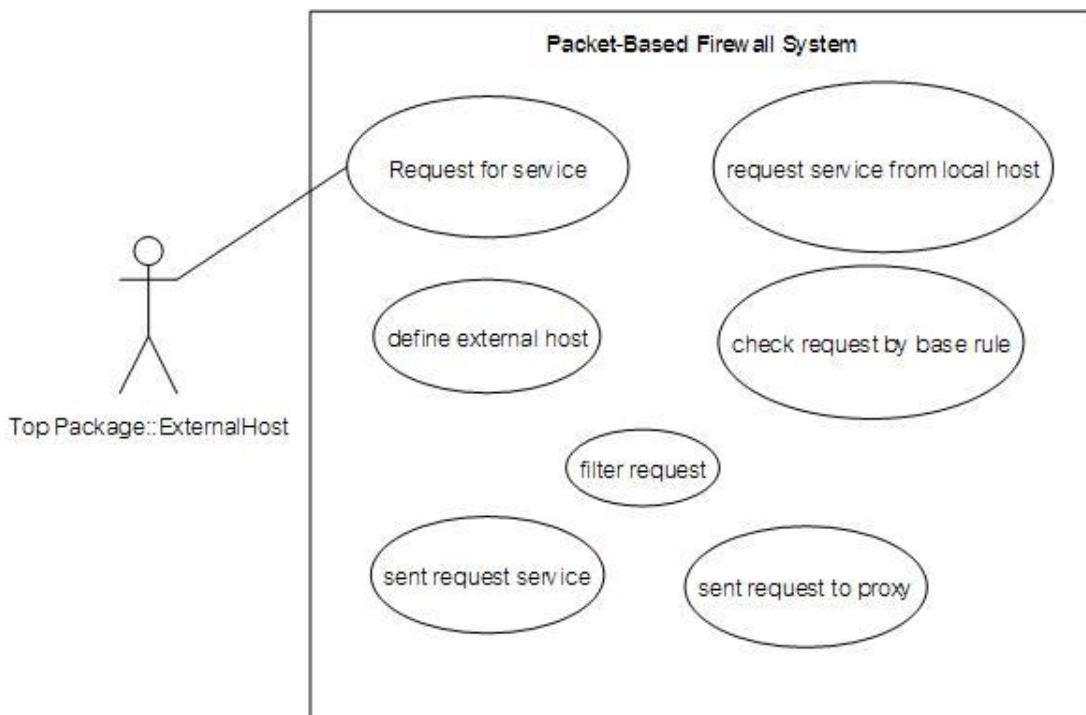 Packet-Based Firewall System
Request for service
request service from local host
define external host
check request by base rule
Top Package::ExternalHost
filter request
sent request service
sent request to proxy